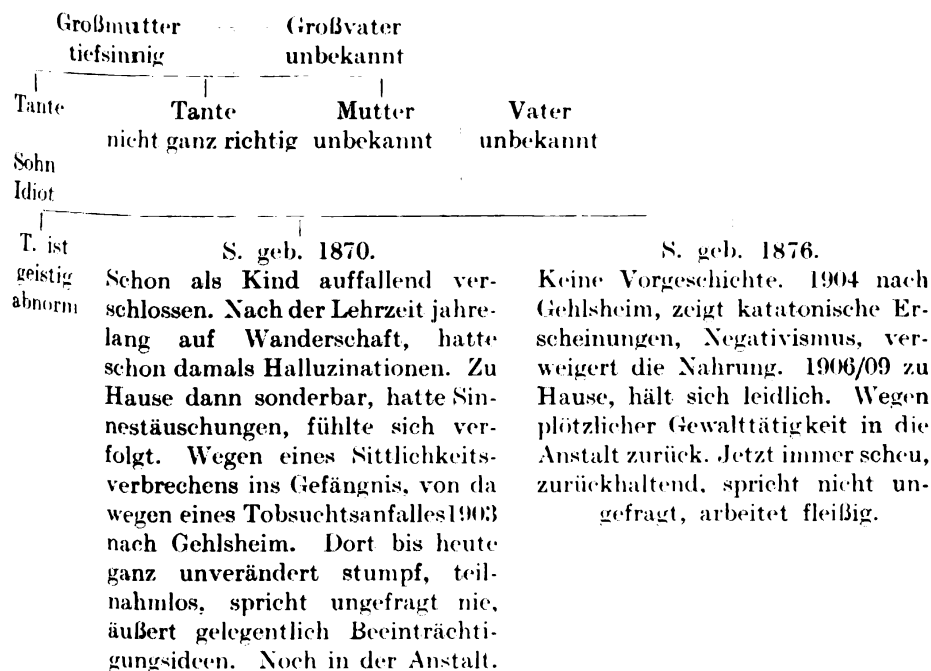 Großmutter – Großvater
tiefsinnig unbekannt
Tante Tante Mutter Vater
nicht ganz richtig unbekannt unbekannt
Sohn
Idiot
T. ist
geistig
abnorm
S. geb. 1870.
Schon als Kind auffallend ver-
schlossen. Nach der Lehrzeit jahre-
lang auf Wanderschaft, hatte
schon damals Halluzinationen. Zu
Hause dann sonderbar, hatte Sin-
nestäuschungen, fühlte sich ver-
folgt. Wegen eines Sittlichkeits-
verbrechens ins Gefängnis, von da
wegen eines Tobsuchtsanfalles 1903
nach Gehlsheim. Dort bis heute
ganz unverändert stumpf, teil-
nahmlos, spricht ungefragt nie,
äußert gelegentlich Beeinträchti-
gungsideen. Noch in der Anstalt.
S. geb. 1876.
Keine Vorgeschichte. 1904 nach
Gehlsheim, zeigt katatonische Er-
scheinungen, Negativismus, ver-
weigert die Nahrung. 1906/09 zu
Hause, hält sich leidlich. Wegen
plötzlicher Gewalttätigkeit in die
Anstalt zurück. Jetzt immer scheu,
zurückhaltend, spricht nicht un-
gefragt, arbeitet fleißig.